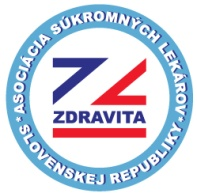 *ASOCIÁCIA SÚKROMNÝCH LEKÁROV*
SLOVENSKEJ REPUBLIKY
ZDRAVITA